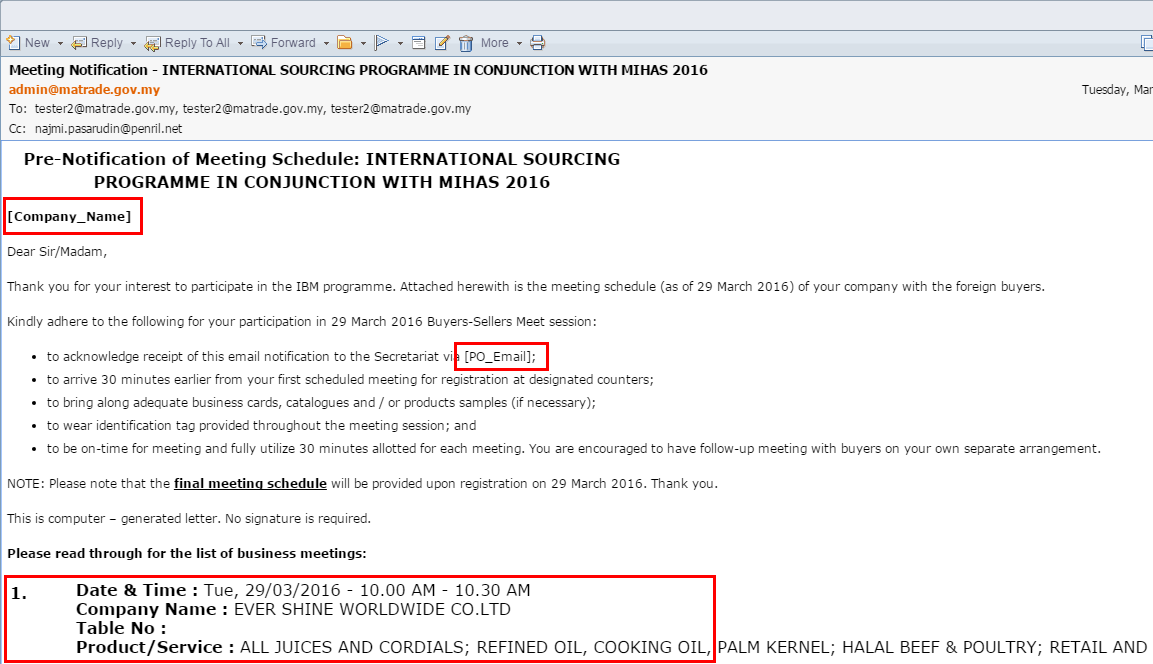 New Reply Reply To All Forward More
Meeting Notification - INTERNATIONAL SOURCING PROGRAMME IN CONJUNCTION WITH MIHAS 2016
admin@matrade.gov.my
Tuesday, Mar
To: tester2@matrade.gov.my, tester2@matrade.gov.my, tester2@matrade.gov.my
Cc: najmi.pasarudin@penril.net
Pre-Notification of Meeting Schedule: INTERNATIONAL SOURCING
PROGRAMME IN CONJUNCTION WITH MIHAS 2016
[Company_Name]
Dear Sir/Madam,
Thank you for your interest to participate in the IBM programme. Attached herewith is the meeting schedule (as of 29 March 2016) of your company with the foreign buyers.
Kindly adhere to the following for your participation in 29 March 2016 Buyers-Sellers Meet session:
• to acknowledge receipt of this email notification to the Secretariat via [PO_Email];
• to arrive 30 minutes earlier from your first scheduled meeting for registration at designated counters;
• to bring along adequate business cards, catalogues and / or products samples (if necessary);
• to wear identification tag provided throughout the meeting session; and
• to be on-time for meeting and fully utilize 30 minutes allotted for each meeting. You are encouraged to have follow-up meeting with buyers on your own separate arrangement.
NOTE: Please note that the final meeting schedule will be provided upon registration on 29 March 2016. Thank you.
This is computer – generated letter. No signature is required.
Please read through for the list of business meetings:
1. Date & Time : Tue, 29/03/2016 - 10.00 AM - 10.30 AM
Company Name : EVER SHINE WORLDWIDE CO.LTD
Table No :
Product/Service : ALL JUICES AND CORDIALS; REFINED OIL, COOKING OIL, PALM KERNEL; HALAL BEEF & POULTRY; RETAIL AND